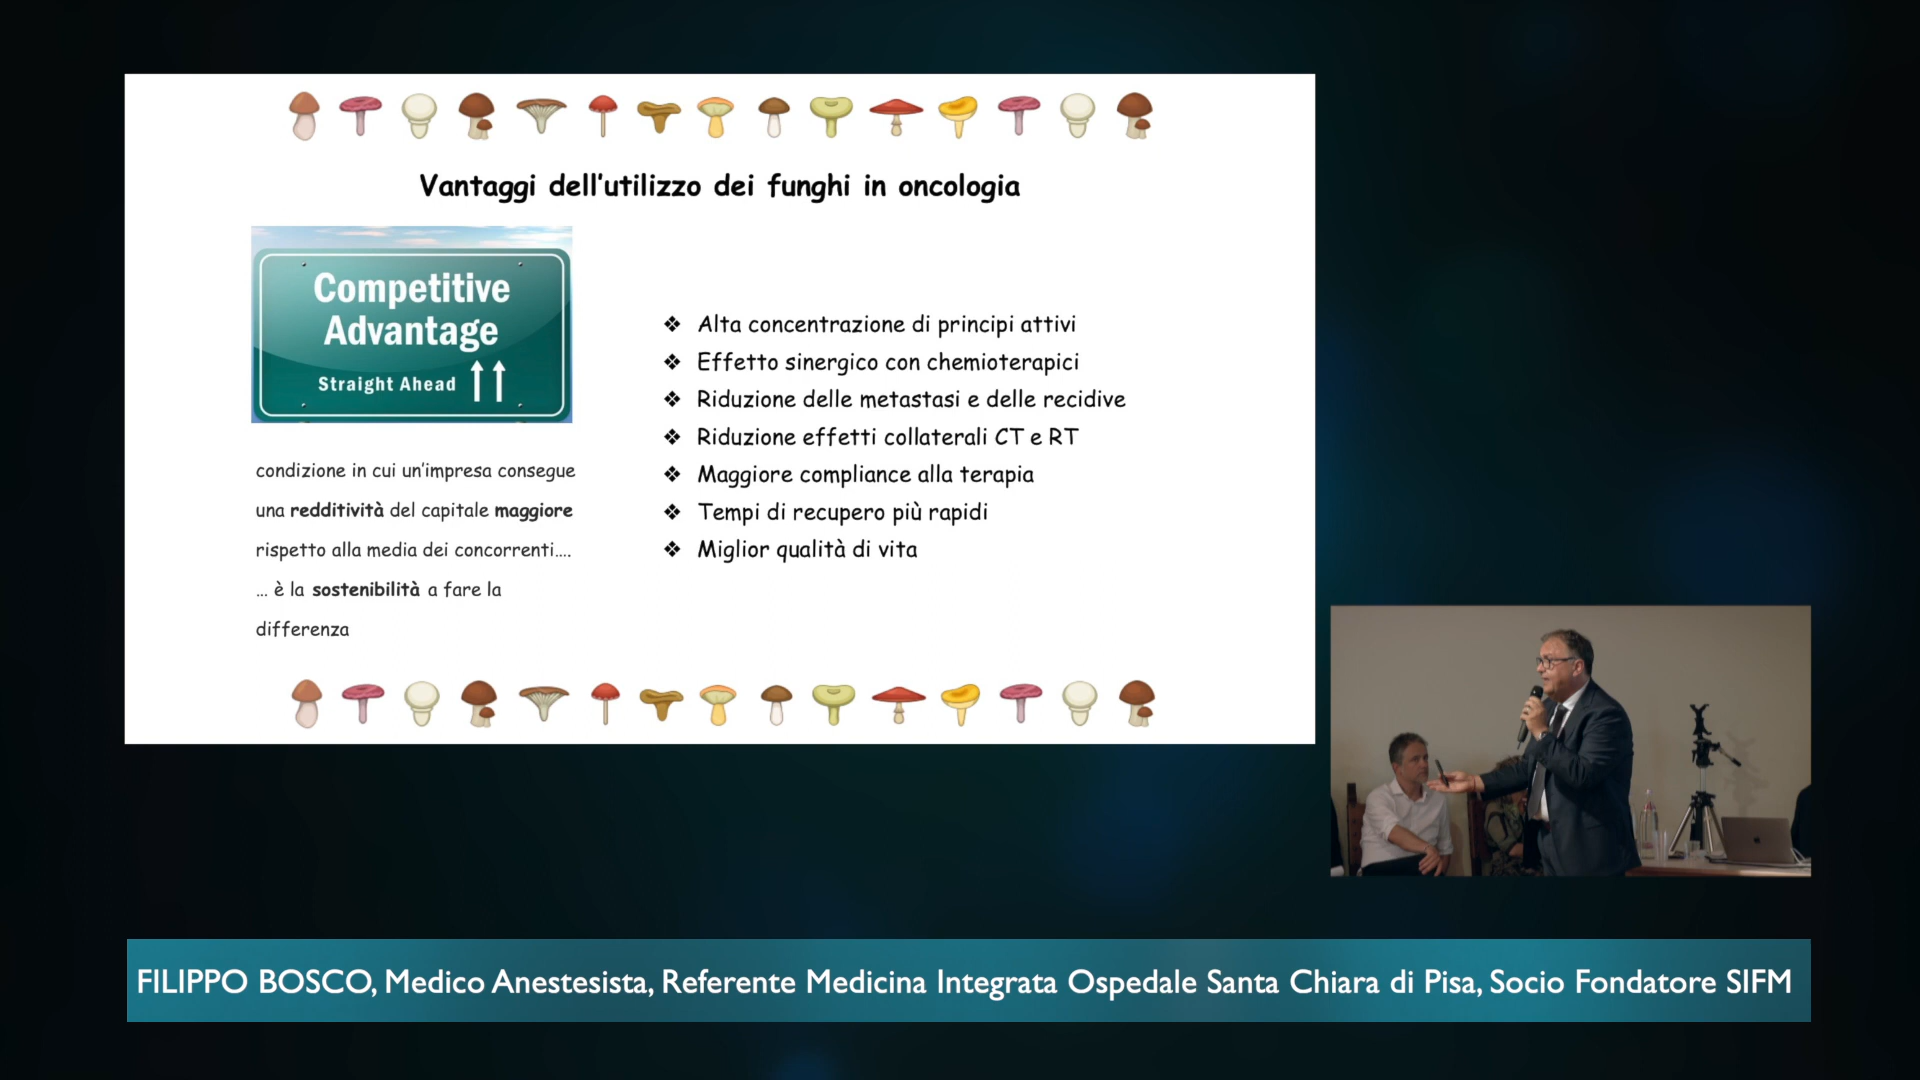 Vantaggi dell'utilizzo dei funghi in oncologia
Competitive
Advantage
Straight Ahead
condizione in cui un'impresa consegue
una redditività del capitale maggiore
rispetto alla media dei concorrenti....
... è la sostenibilità a fare la
differenza
❖ Alta concentrazione di principi attivi
❖ Effetto sinergico con chemioterapici
❖ Riduzione delle metastasi e delle recidive
❖ Riduzione effetti collaterali CT e RT
❖ Maggiore compliance alla terapia
❖ Tempi di recupero più rapidi
❖ Miglior qualità di vita
FILIPPO BOSCO, Medico Anestesista, Referente Medicina Integrata Ospedale Santa Chiara di Pisa, Socio Fondatore SIFM